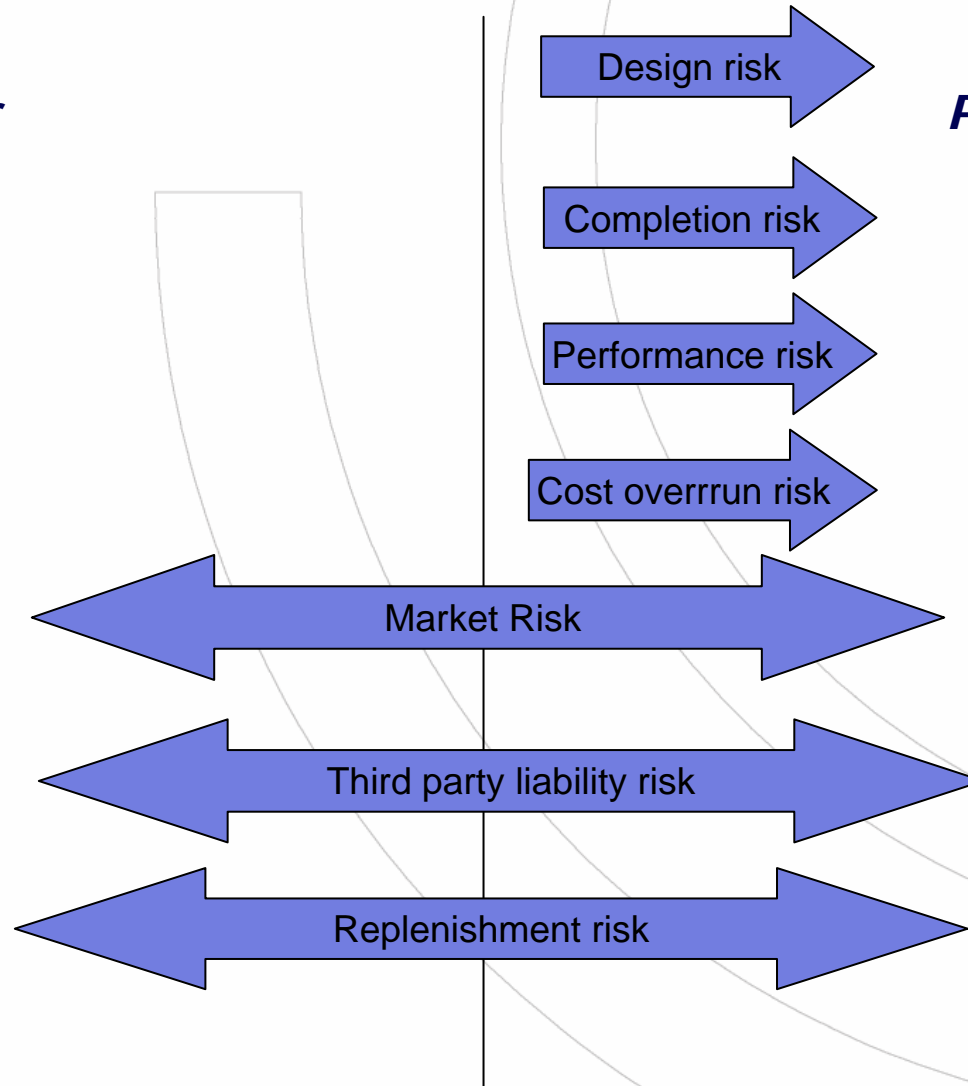 Design risk
Completion risk
Performance risk
Cost overrrun risk
Market Risk
Third party liability risk
Replenishment risk